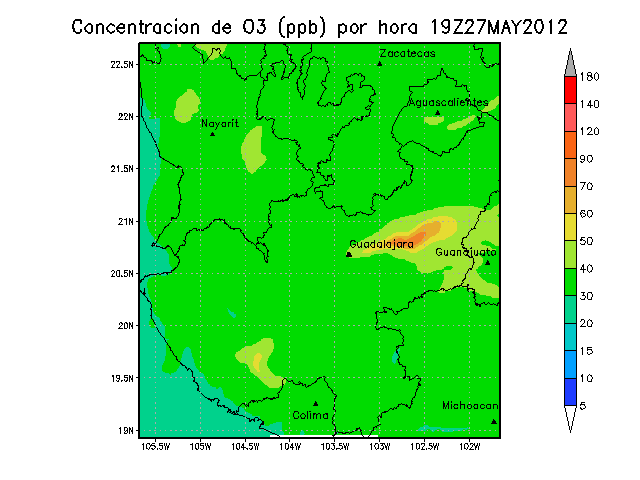 Concentracion de O3 (ppb) por hora 19Z27MAY2012
22.5N
22N
21.5N
21N
20.5N
20N
19.5N
19N
105.5W 105W 104.5W 104W 103.5W 103W 102.5W 102W
Zacatecas
Aguascalientes
Nayarit
Guadalajara
Guanajuato
Colima
Michoacan
180
140
120
90
70
60
50
40
30
20
15
10
5